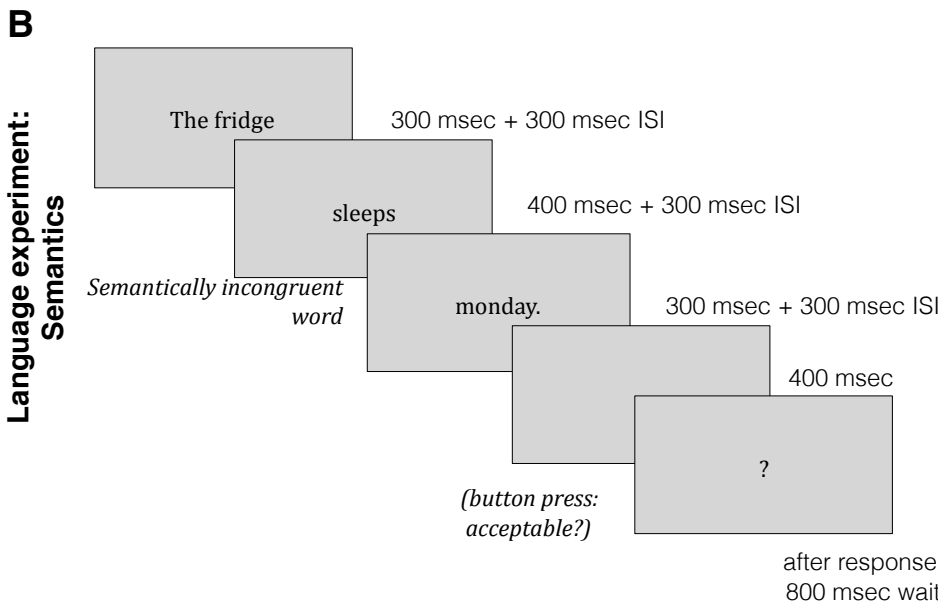 B
Language experiment:
Semantics
The fridge
300 msec + 300 msec ISI
sleeps
400 msec + 300 msec ISI
Semantically incongruent
word
monday.
300 msec + 300 msec ISI
400 msec
?
(button press:
acceptable?)
after response
800 msec wait